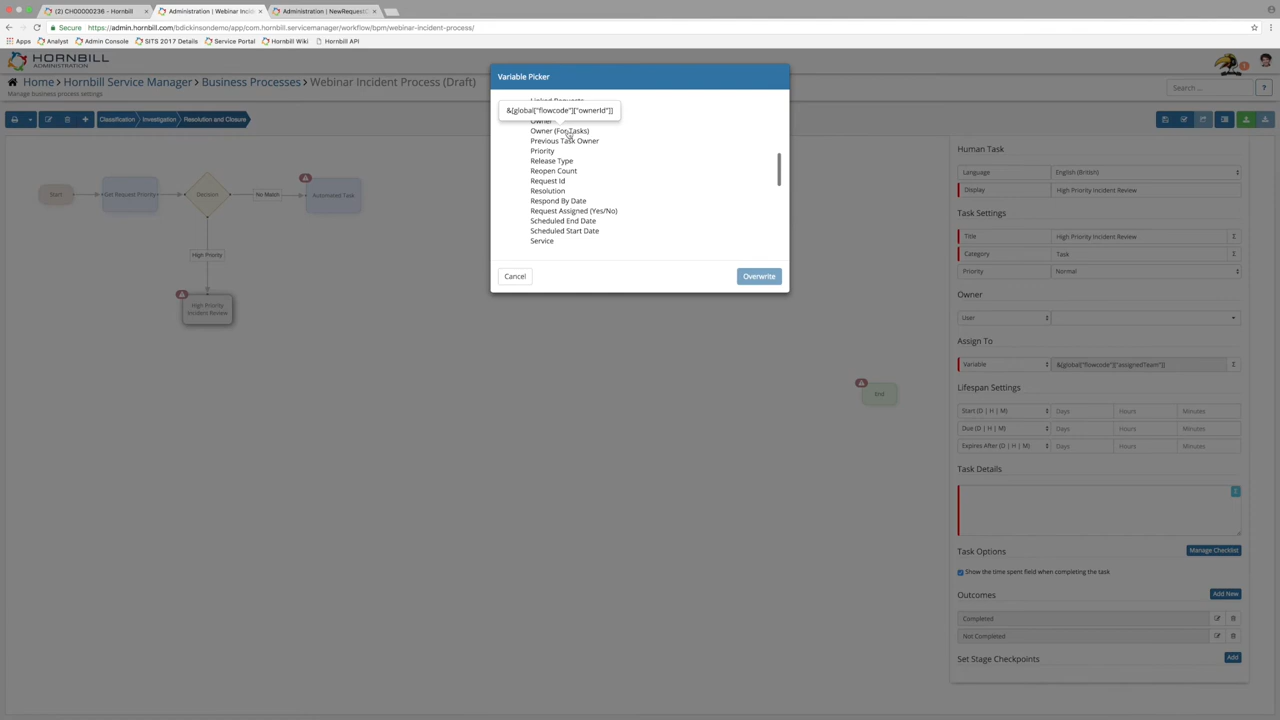 (2) CH00000236 - Hornbill
Administration | Webinar Incid
Administration | NewRequestC
Secure
https://admin.hornbill.com/bdickinsondemo/app/com.hornbill.servicemanager/workflow/bpm/webinar-incident-process/
Apps
Analyst
Admin Console
SITS 2017 Details
Service Portal
Hornbill Wiki
Hornbill API
HORNBILL
ADMINISTRATION
1
Home / Hornbill Service Manager / Business Processes / Webinar Incident Process (Draft)
Manage business process settings
Search ...
?
Classification
Investigation
Resolution and Closure
Start
Get Request Priority
Decision
No Match
Automated Task
High Priority
High Priority
Incident Review
End
Variable Picker
Linked Requests
&[global["flowcode"]["ownerId"]]
Owner
Owner (For Tasks)
Previous Task Owner
Priority
Release Type
Reopen Count
Request Id
Resolution
Respond By Date
Request Assigned (Yes/No)
Scheduled End Date
Scheduled Start Date
Service
Cancel
Overwrite
Human Task
Language
English (British)
Display
High Priority Incident Review
Task Settings
Title
High Priority Incident Review
Category
Task
Priority
Normal
Owner
User
Assign To
Variable
&[global["flowcode"]["assignedTeam"]]
Lifespan Settings
Start (D | H | M)
Days
Hours
Minutes
Due (D | H | M)
Days
Hours
Minutes
Expires After (D | H | M)
Days
Hours
Minutes
Task Details
Task Options
Manage Checklist
Show the time spent field when completing the task
Outcomes
Add New
Completed
Not Completed
Set Stage Checkpoints
Add